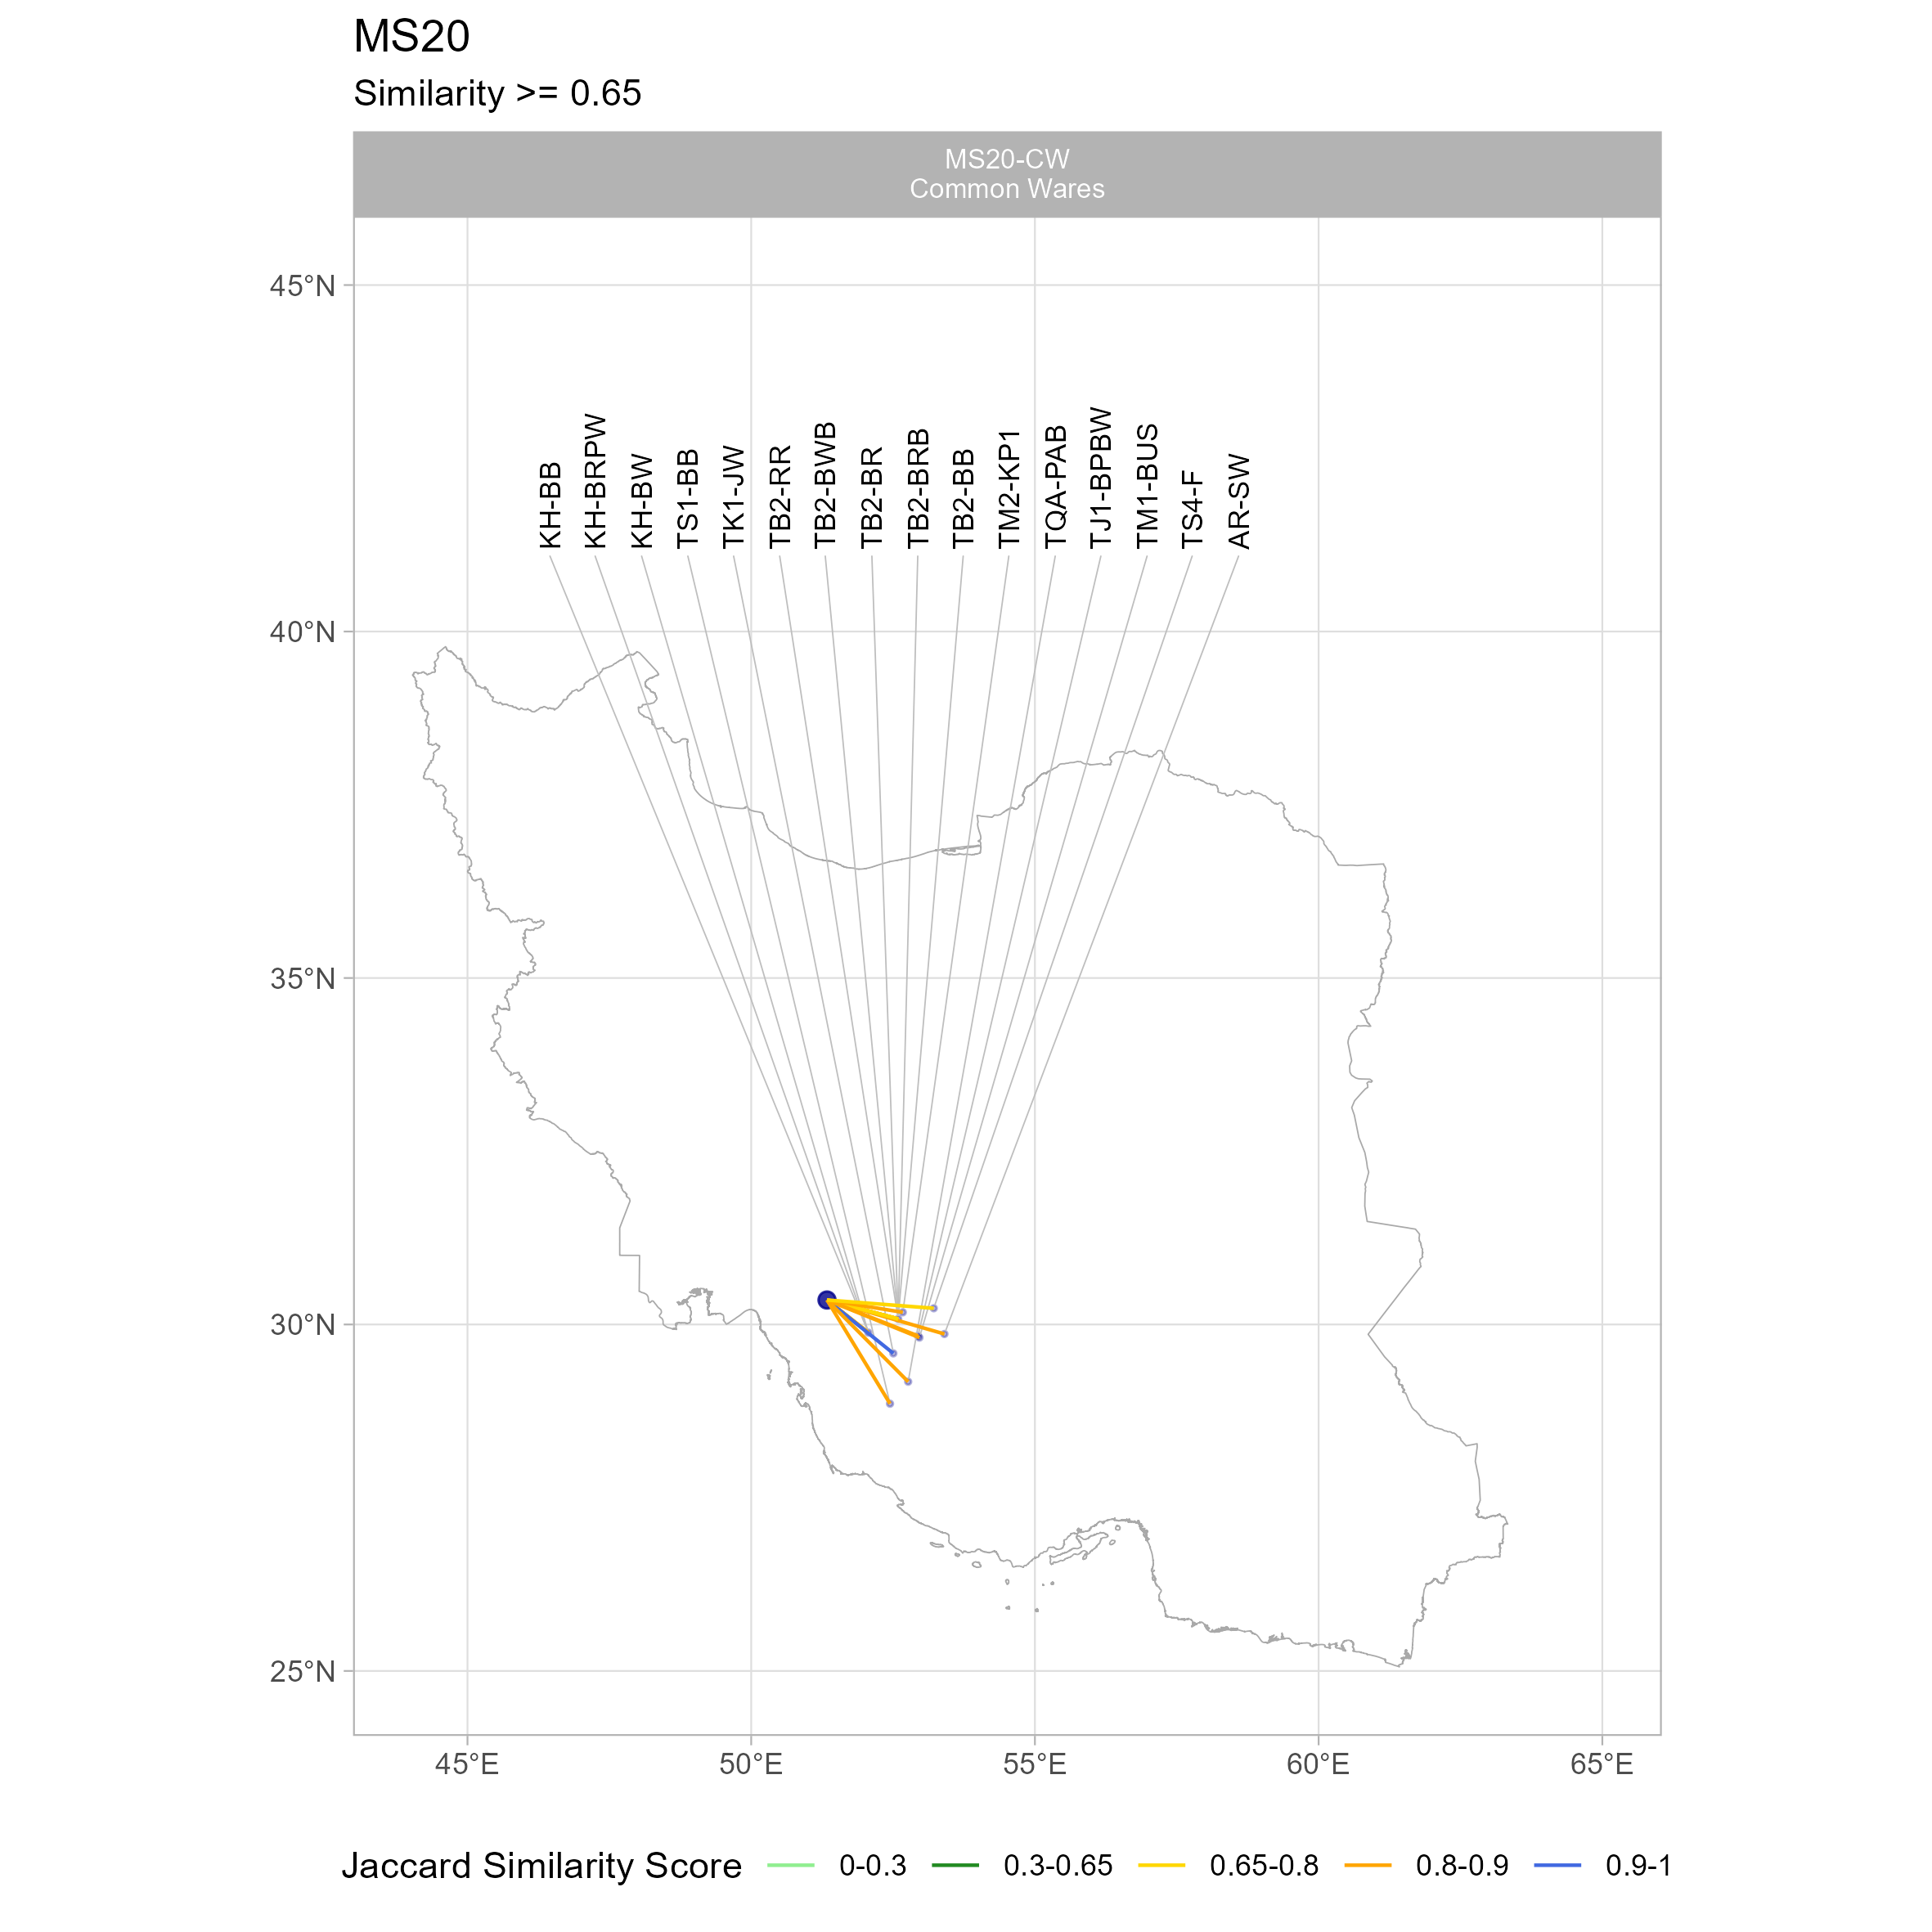 MS20
Similarity >= 0.65
MS20-CW
Common Wares
45°N
40°N
35°N
30°N
25°N
KH-BB
KH-BRPW
KH-BW
TS1-BB
TK1-JW
TB2-RR
TB2-BWB
TB2-BR
TB2-BRB
TB2-BB
TM2-KP1
TQA-PAB
TJ1-BPBW
TM1-BUS
TS4-F
AR-SW
45°E
50°E
55°E
60°E
65°E
Jaccard Similarity Score 0-0.3 0.3-0.65 0.65-0.8 0.8-0.9 0.9-1